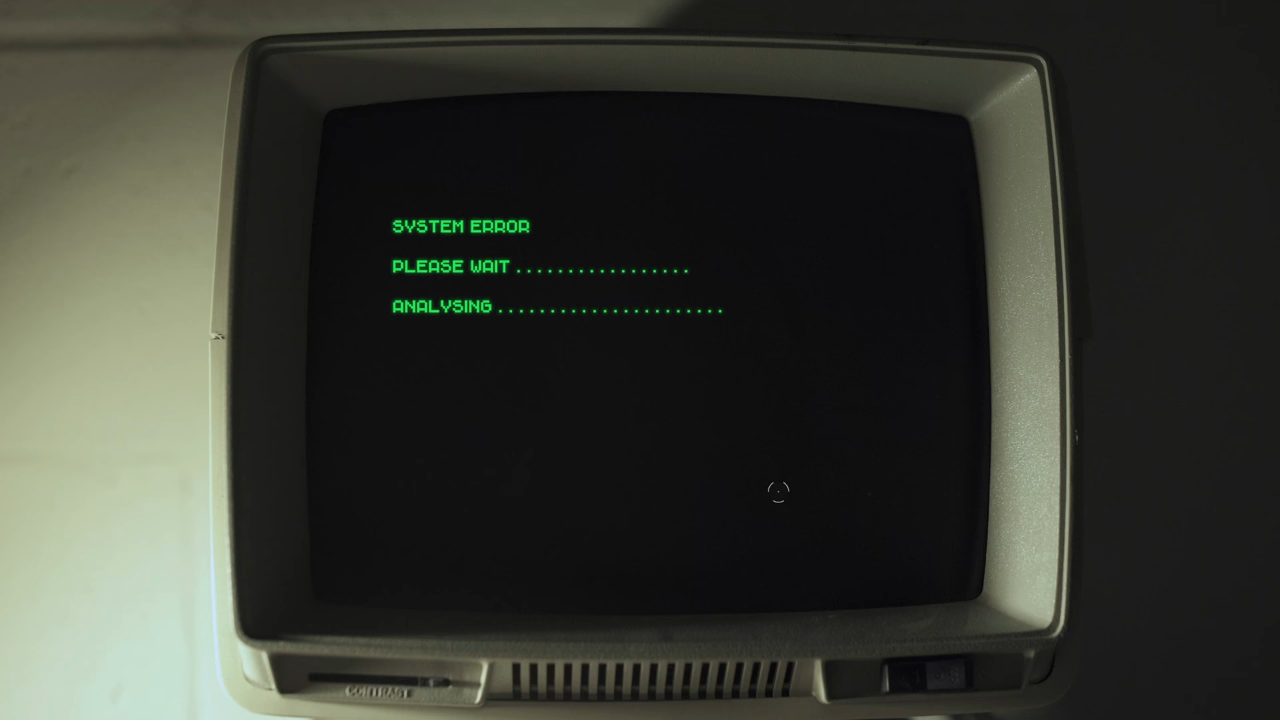 SYSTEM ERROR
PLEASE WAIT .................
ANALYSING ......................
CONTRAST